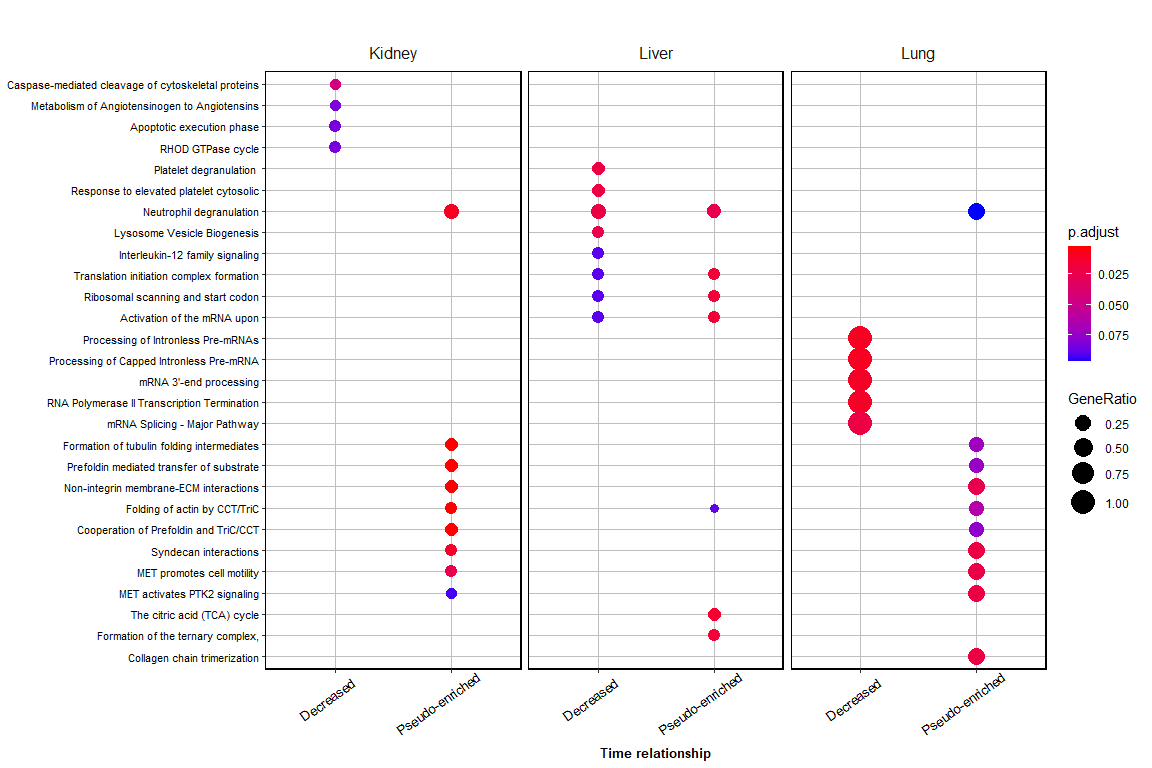 Kidney Liver Lung
Caspase-mediated cleavage of cytoskeletal proteins
Metabolism of Angiotensinogen to Angiotensins
Apoptotic execution phase
RHOD GTPase cycle
Platelet degranulation
Response to elevated platelet cytosolic
Neutrophil degranulation
Lysosome Vesicle Biogenesis
Interleukin-12 family signaling
Translation initiation complex formation
Ribosomal scanning and start codon
Activation of the mRNA upon
Processing of Intronless Pre-mRNAs
Processing of Capped Intronless Pre-mRNA
mRNA 3'-end processing
RNA Polymerase II Transcription Termination
mRNA Splicing - Major Pathway
Formation of tubulin folding intermediates
Prefoldin mediated transfer of substrate
Non-integrin membrane-ECM interactions
Folding of actin by CCT/TriC
Cooperation of Prefoldin and TriC/CCT
Syndecan interactions
MET promotes cell motility
MET activates PTK2 signaling
The citric acid (TCA) cycle
Formation of the ternary complex,
Collagen chain trimerization
Decreased Pseudo-enriched Decreased Pseudo-enriched Decreased Pseudo-enriched
Time relationship
p.adjust
0.025
0.050
0.075
GeneRatio
0.25
0.50
0.75
1.00